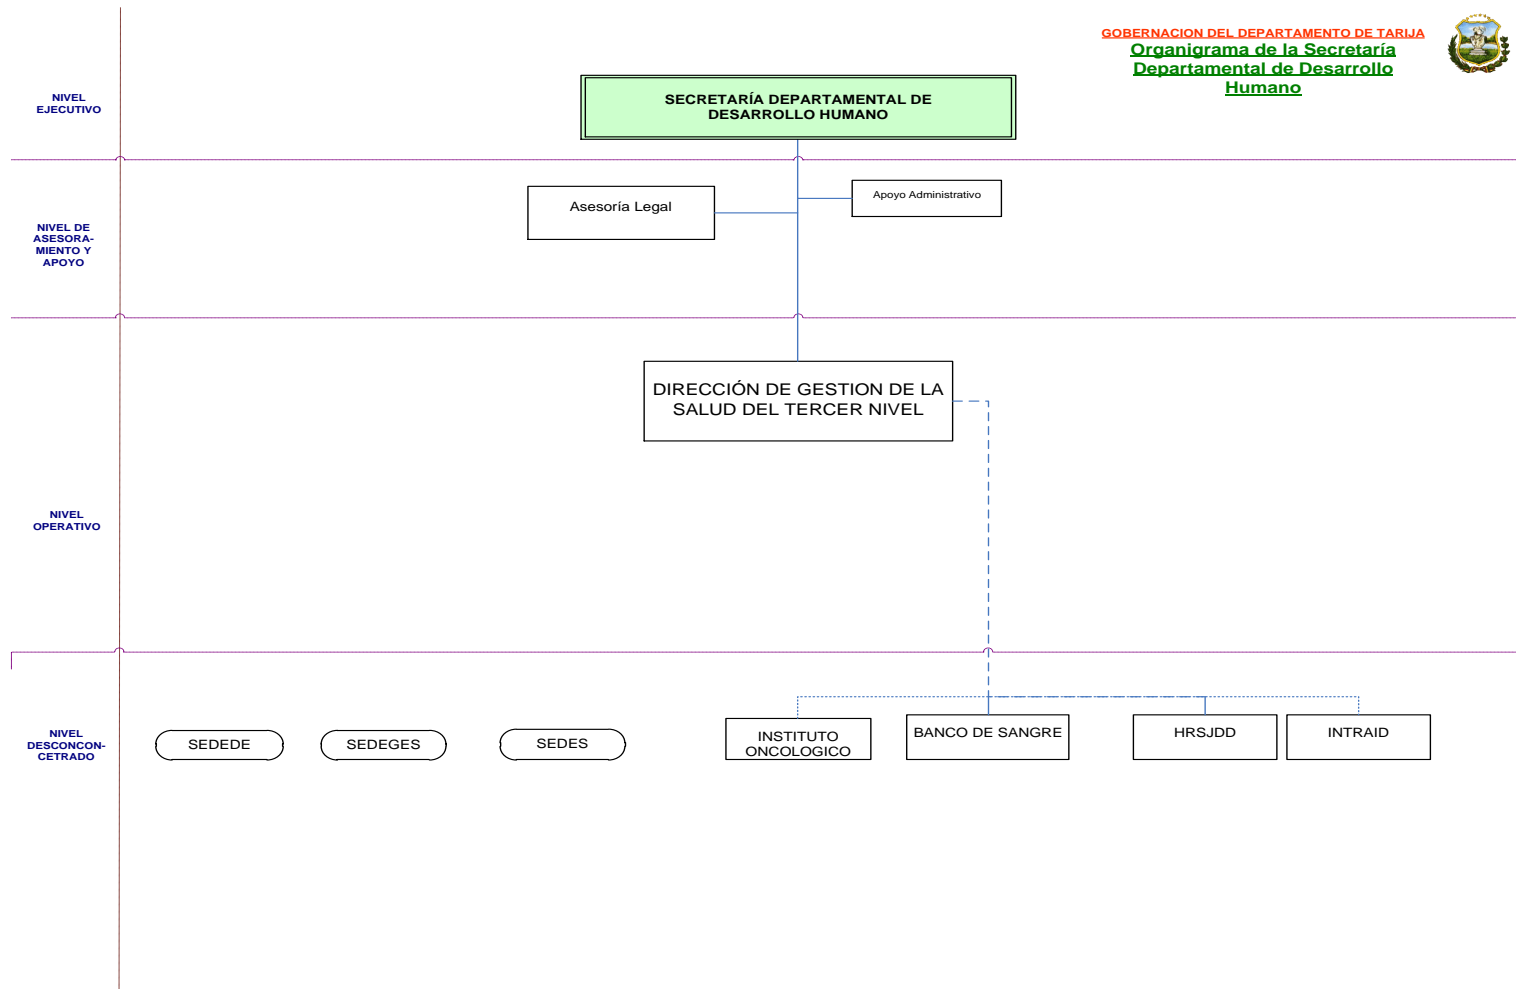 GOBERNACION DEL DEPARTAMENTO DE TARIJA
Organigrama de la Secretaría
Departamental de Desarrollo
Humano
NIVEL
EJECUTIVO
SECRETARÍA DEPARTAMENTAL DE
DESARROLLO HUMANO
NIVEL DE
ASESORA-
MIENTO Y
APOYO
Asesoría Legal
Apoyo Administrativo
NIVEL
OPERATIVO
DIRECCIÓN DE GESTION DE LA
SALUD DEL TERCER NIVEL
NIVEL
DESCONCON-
CETRADO
SEDEDE
SEDEGES
SEDES
INSTITUTO
ONCOLOGICO
BANCO DE SANGRE
HRSJDD
INTRAID